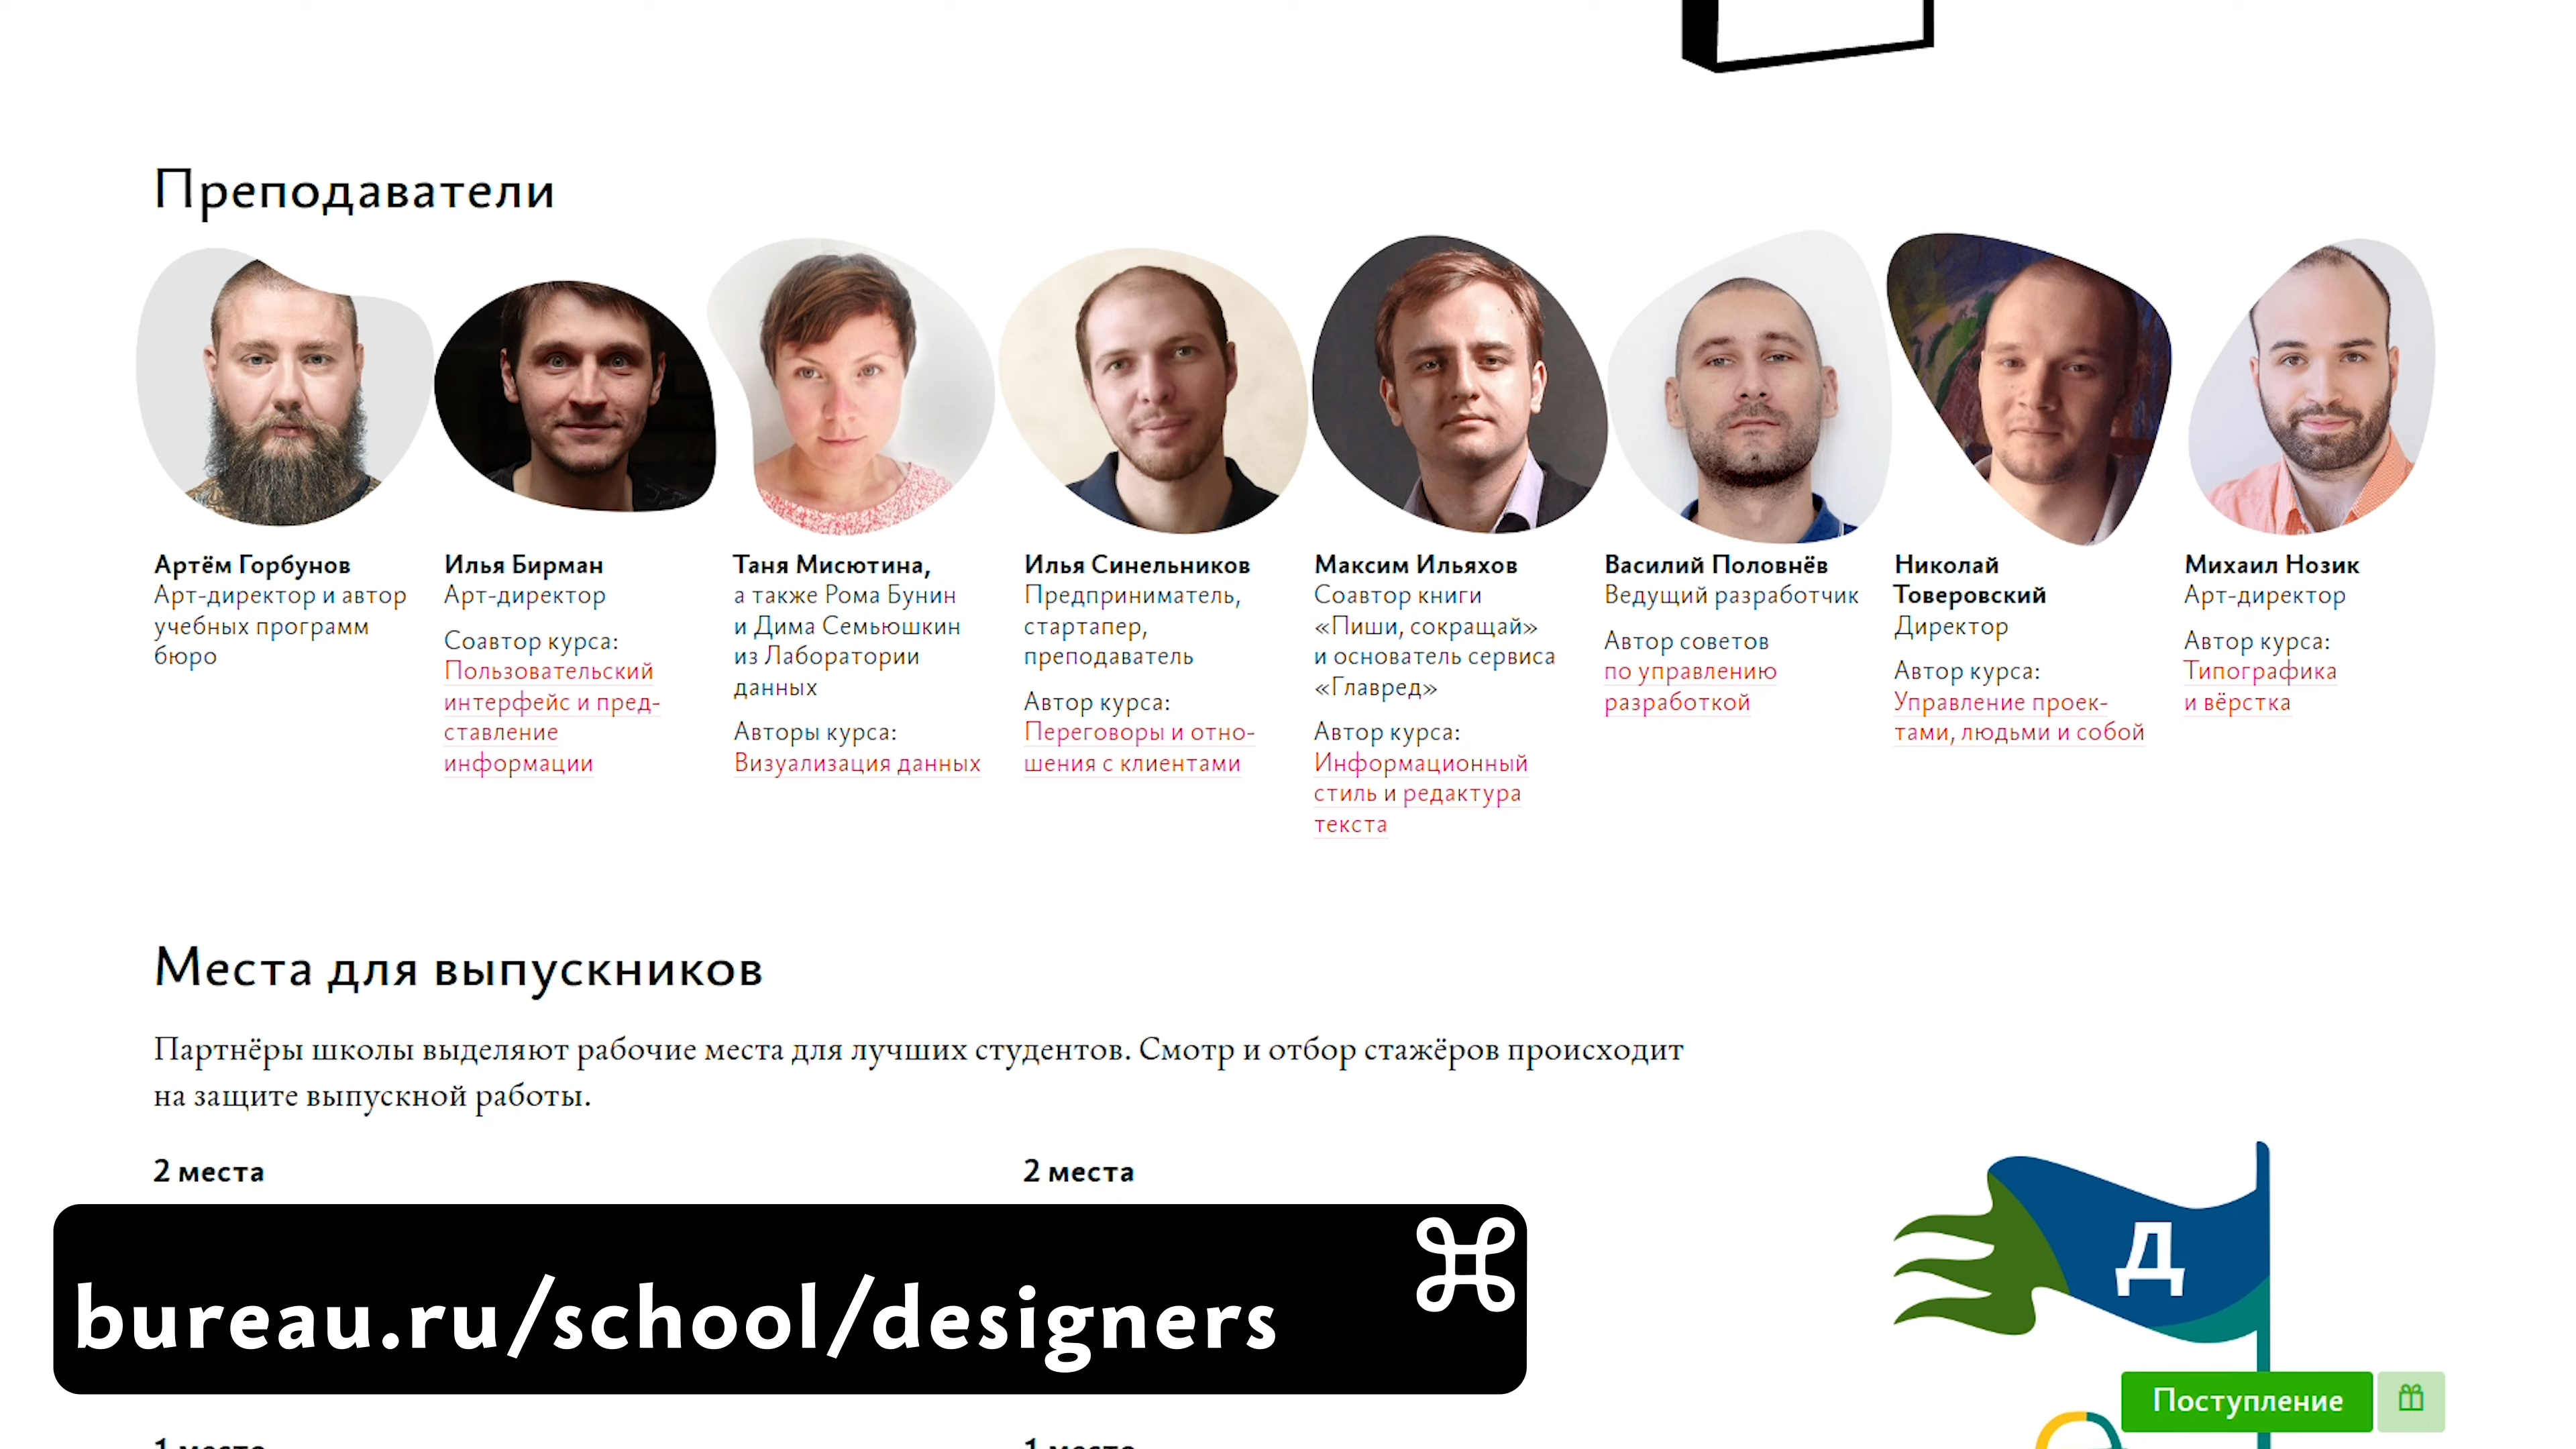 Преподаватели
Артём Горбунов
Арт-директор и автор
учебных программ
бюро
Илья Бирман
Арт-директор
Соавтор курса:
Пользовательский
интерфейс и пред-
ставление
информации
Таня Мисютина,
а также Рома Бунин
и Дима Семьюшкин
из Лаборатории
данных
Авторы курса:
Визуализация данных
Илья Синельников
Предприниматель,
стартапер,
преподаватель
Автор курса:
Переговоры и отно-
шения с клиентами
Максим Ильяхов
Соавтор книги
«Пиши, сокращай»
и основатель сервиса
«Главред»
Автор курса:
Информационный
стиль и редактура
текста
Василий Половнёв
Ведущий разработчик
Автор советов
по управлению
разработкой
Николай
Товеровский
Директор
Автор курса:
Управление проек-
тами, людьми и собой
Михаил Нозик
Арт-директор
Автор курса:
Типографика
и вёрстка
Места для выпускников
Партнёры школы выделяют рабочие места для лучших студентов. Смотр и отбор стажёров происходит
на защите выпускной работы.
2 места
2 места
Д
bureau.ru/school/designers
⌘
Поступление
1 место
1 место